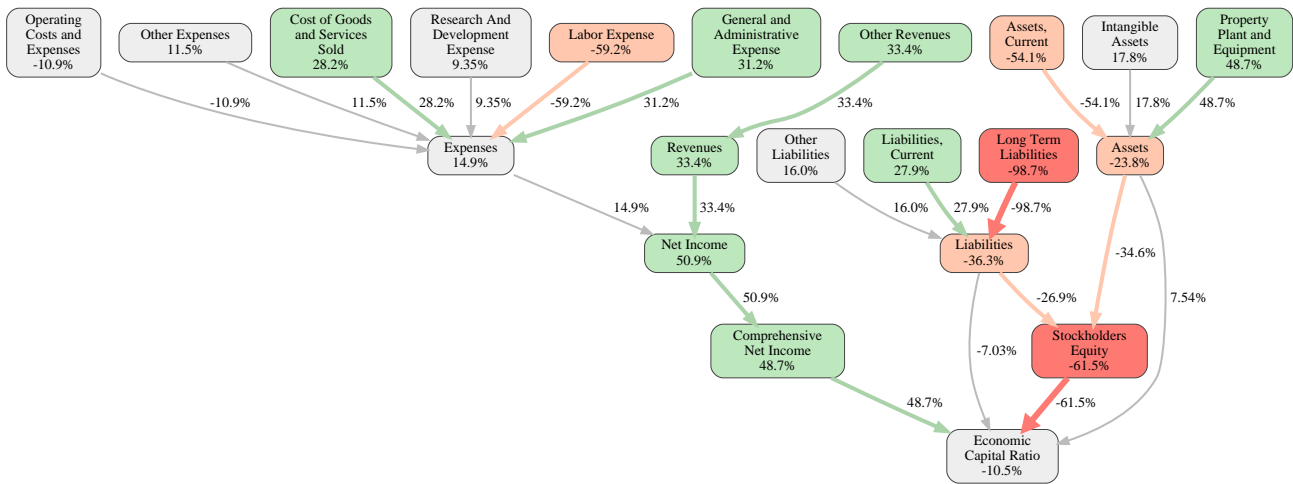 Operating
Costs and
Expenses
-10.9%
Other Expenses
11.5%
Cost of Goods
and Services
Sold
28.2%
Research And
Development
Expense
9.35%
Labor Expense
-59.2%
General and
Administrative
Expense
31.2%
Other Revenues
33.4%
Assets,
Current
-54.1%
Intangible
Assets
17.8%
Property
Plant and
Equipment
48.7%
-10.9%
11.5%
28.2%
9.35%
-59.2%
31.2%
33.4%
-54.1%
17.8%
48.7%
Expenses
14.9%
Revenues
33.4%
Other
Liabilities
16.0%
Liabilities,
Current
27.9%
Long Term
Liabilities
-98.7%
Assets
-23.8%
14.9%
33.4%
16.0%
27.9%
-98.7%
Net Income
50.9%
Liabilities
-36.3%
-34.6%
50.9%
-26.9%
7.54%
Comprehensive
Net Income
48.7%
-7.03%
Stockholders
Equity
-61.5%
48.7%
-61.5%
Economic
Capital Ratio
-10.5%